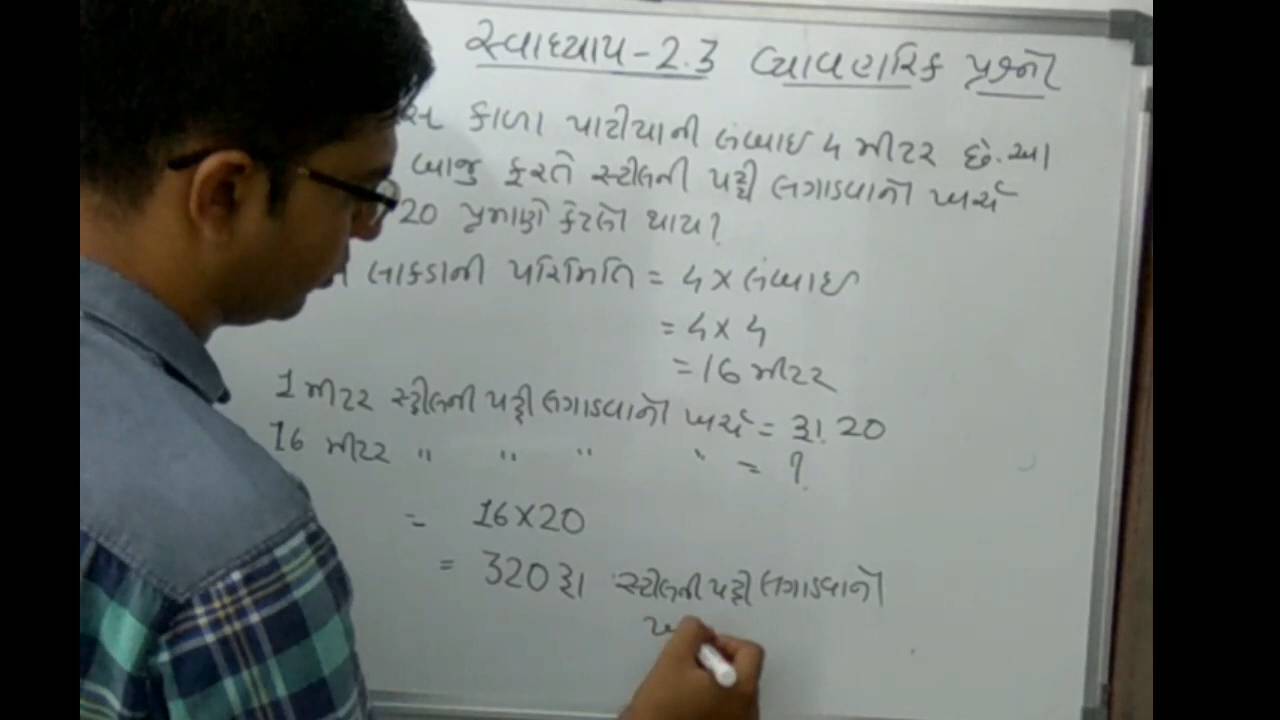 સ્વાધ્યાય-2.3 વ્યાવહારિક પ્રશ્નો
કાળા પાટીયાની લંબાઇ 4 મીટર છે. આ
બાજુ ફરતે સ્ટીલની પટ્ટી લગાડવાનો ખર્ચ
20 પ્રમાણે કેટલો થાય?
લાકડાની પરિમિતિ = 4 × લંબાઇ
= 4 × 4
= 16 મીટર
1 મીટર સ્ટીલની પટ્ટી લગાડવાનો ખર્ચ = રૂા. 20
16 મીટર " " " " = ?
= 16 × 20
= 320 રૂા સ્ટીલની પટ્ટી લગાડવાનો